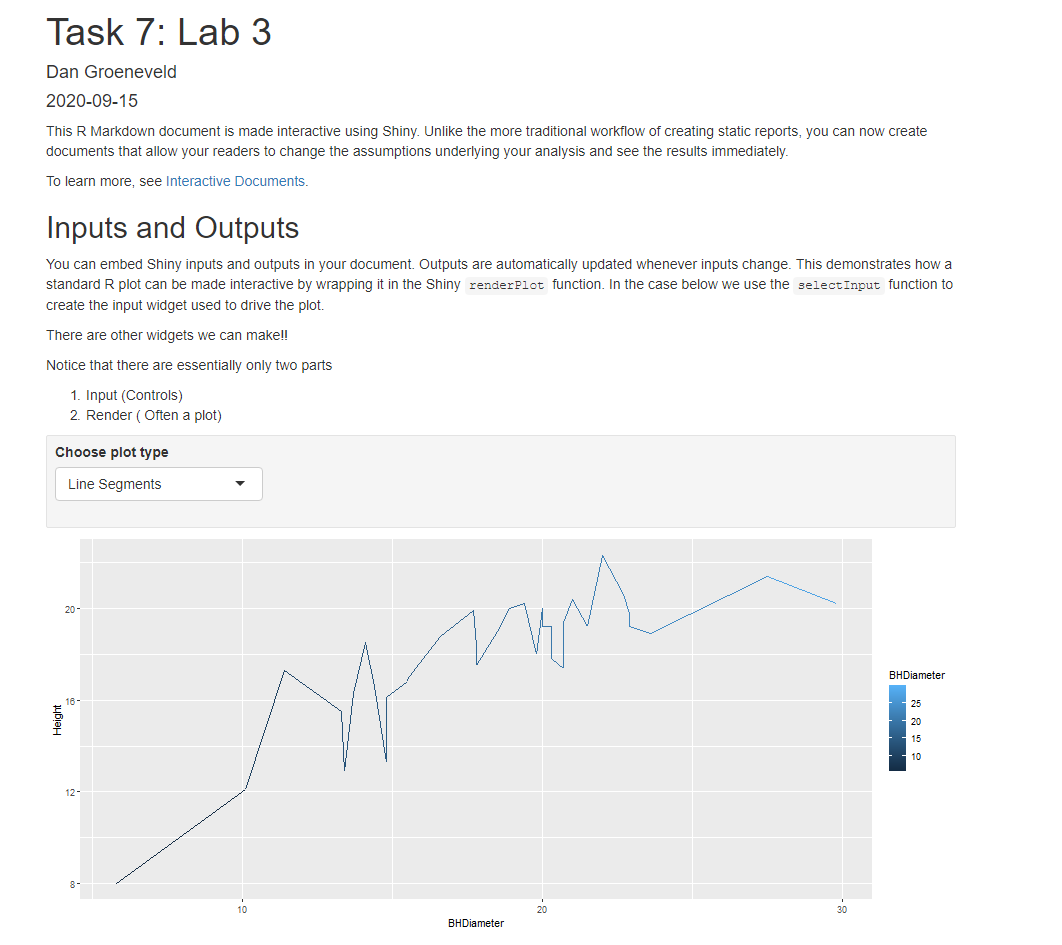 Task 7: Lab 3
Dan Groeneveld
2020-09-15
This R Markdown document is made interactive using Shiny. Unlike the more traditional workflow of creating static reports, you can now create
documents that allow your readers to change the assumptions underlying your analysis and see the results immediately.
To learn more, see Interactive Documents.
Inputs and Outputs
You can embed Shiny inputs and outputs in your document. Outputs are automatically updated whenever inputs change. This demonstrates how a
standard R plot can be made interactive by wrapping it in the Shiny renderPlot function. In the case below we use the selectInput function to
create the input widget used to drive the plot.
There are other widgets we can make!!
Notice that there are essentially only two parts
1. Input (Controls)
2. Render ( Often a plot)
Choose plot type
Line Segments
20
16
12
8
Height
10
20
30
BHDiameter
BHDiameter
25
20
15
10